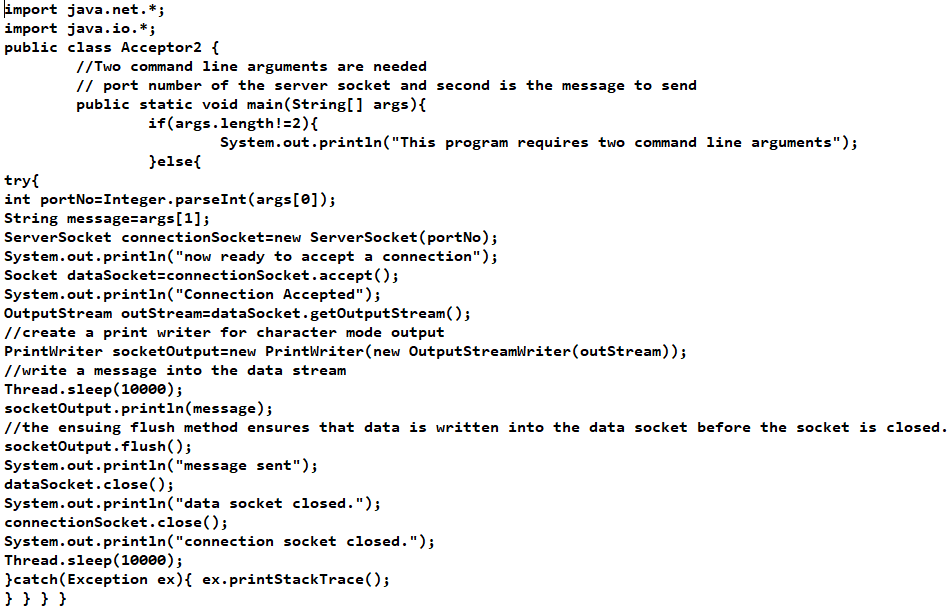 import java.net.*;
import java.io.*;
public class Acceptor2 {
        //Two command line arguments are needed
        // port number of the server socket and second is the message to send
        public static void main(String[] args){
                if(args.length!=2){
                        System.out.println("This program requires two command line arguments");
                }else{
try{
int portNo=Integer.parseInt(args[0]);
String message=args[1];
ServerSocket connectionSocket=new ServerSocket(portNo);
System.out.println("now ready to accept a connection");
Socket dataSocket=connectionSocket.accept();
System.out.println("Connection Accepted");
OutputStream outStream=dataSocket.getOutputStream();
//create a print writer for character mode output
PrintWriter socketOutput=new PrintWriter(new OutputStreamWriter(outStream));
//write a message into the data stream
Thread.sleep(10000);
socketOutput.println(message);
//the ensuing flush method ensures that data is written into the data socket before the socket is closed.
socketOutput.flush();
System.out.println("message sent");
dataSocket.close();
System.out.println("data socket closed.");
connectionSocket.close();
System.out.println("connection socket closed.");
Thread.sleep(10000);
}catch(Exception ex){ ex.printStackTrace();
} } } }